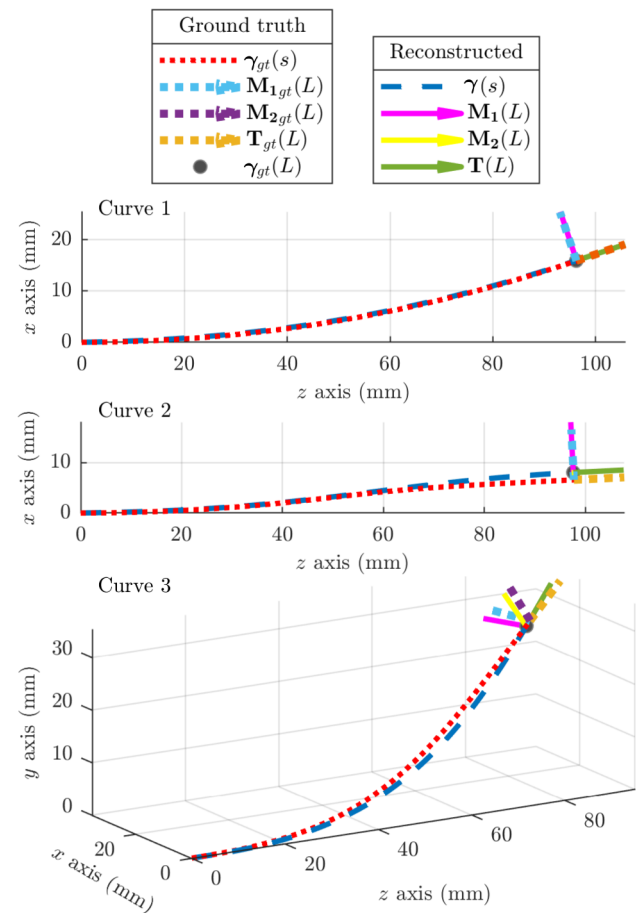 Ground truth
γgt(s)
M1gt(L)
M2gt(L)
Tgt(L)
γgt(L)
Reconstructed
γ(s)
M1(L)
M2(L)
T(L)
Curve 1
x axis (mm)
20
10
0
0 20 40 60 80 100
z axis (mm)
Curve 2
x axis (mm)
10
0
0 20 40 60 80 100
z axis (mm)
Curve 3
y axis (mm)
30
20
10
0
20
0
x axis (mm)
0 20 40 60 80
z axis (mm)